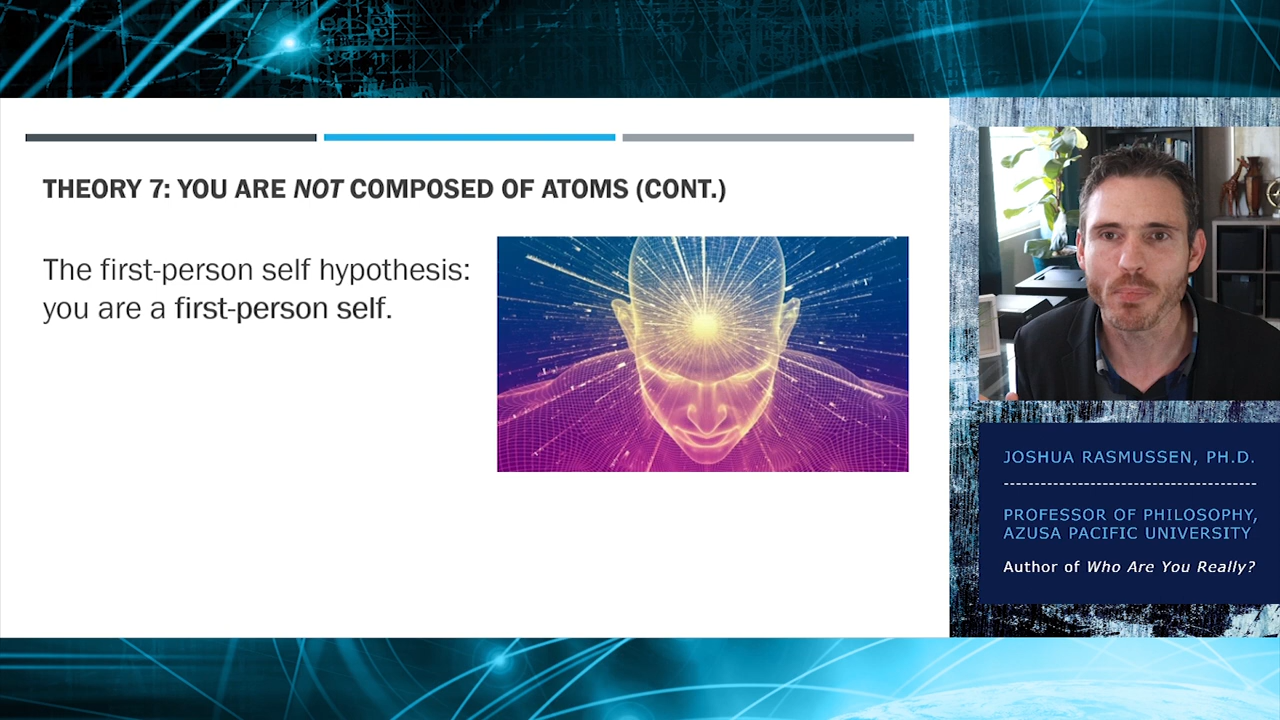 THEORY 7: YOU ARE NOT COMPOSED OF ATOMS (CONT.)
The first-person self hypothesis:
you are a first-person self.
JOSHUA RASMUSSEN, PH.D.
------------------------------------------
PROFESSOR OF PHILOSOPHY,
AZUSA PACIFIC UNIVERSITY
Author of Who Are You Really?